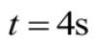 t = 4s